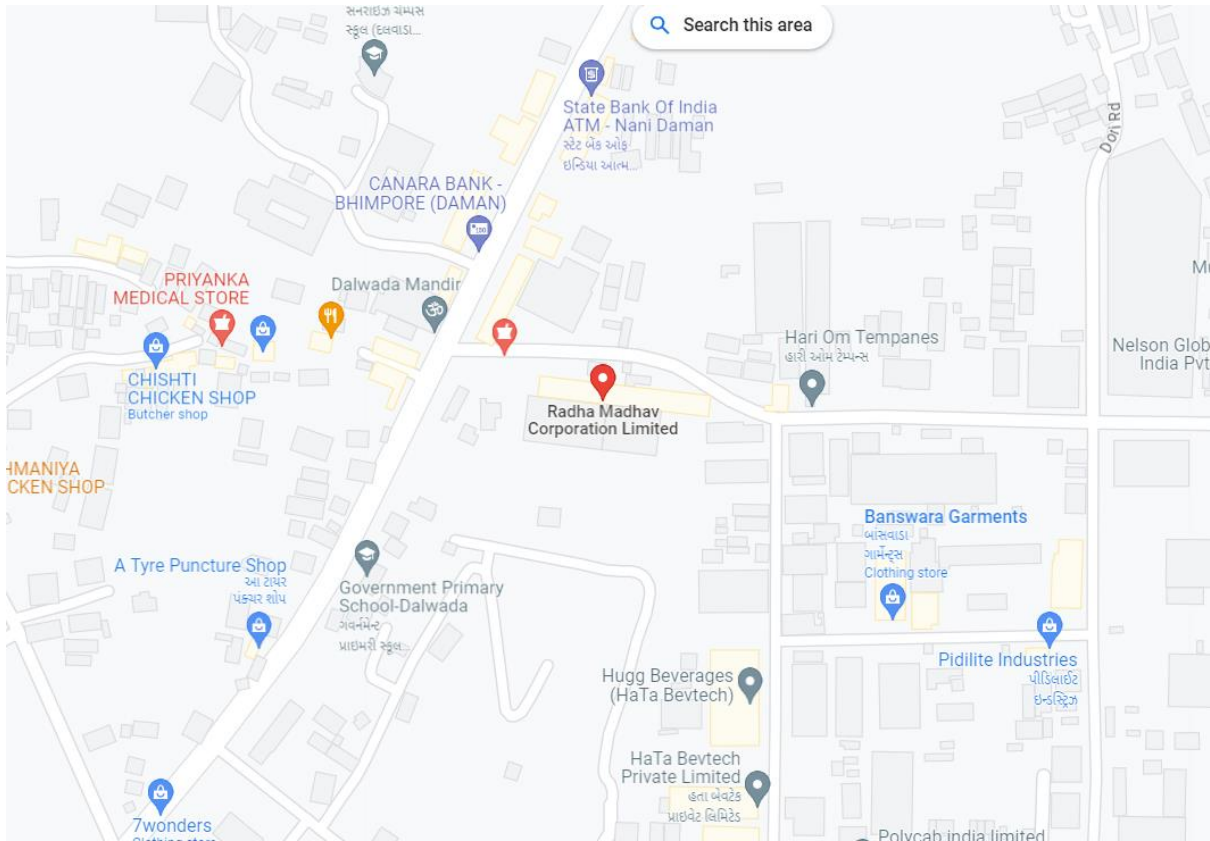 સનરાઇઝ ચેમ્પસ
સ્કૂલ (દલવાડા...
Search this area
State Bank Of India
ATM - Nani Daman
સ્ટેટ બેંક ઓફ
ઇન્ડિયા આત્મ...
Dori Rd
CANARA BANK -
BHIMPORE (DAMAN)
PRIYANKA
MEDICAL STORE
Dalwada Mandir
CHISHTI
CHICKEN SHOP
Butcher shop
Hari Om Tempanes
હારી ઓમ ટેમ્પન્સ
Nelson Glob
India Pvt
Radha Madhav
Corporation Limited
HMANIYA
CKEN SHOP
Banswara Garments
બાંસવાડા
ગાર્મેન્ટ્સ
Clothing store
A Tyre Puncture Shop
આ ટાયર
પંક્ચર શોપ
Government Primary
School-Dalwada
ગવર્નમેન્ટ
પ્રાઇમરી સ્કૂલ...
Pidilite Industries
પીડિલાઈટ
ઇન્ડસ્ટ્રિઝ
Hugg Beverages
(HaTa Bevtech)
HaTa Bevtech
Private Limited
હતા બેવટેક
પ્રાઇવેટ લિમિટેડ
7wonders
Clothing store
Polycab india limited